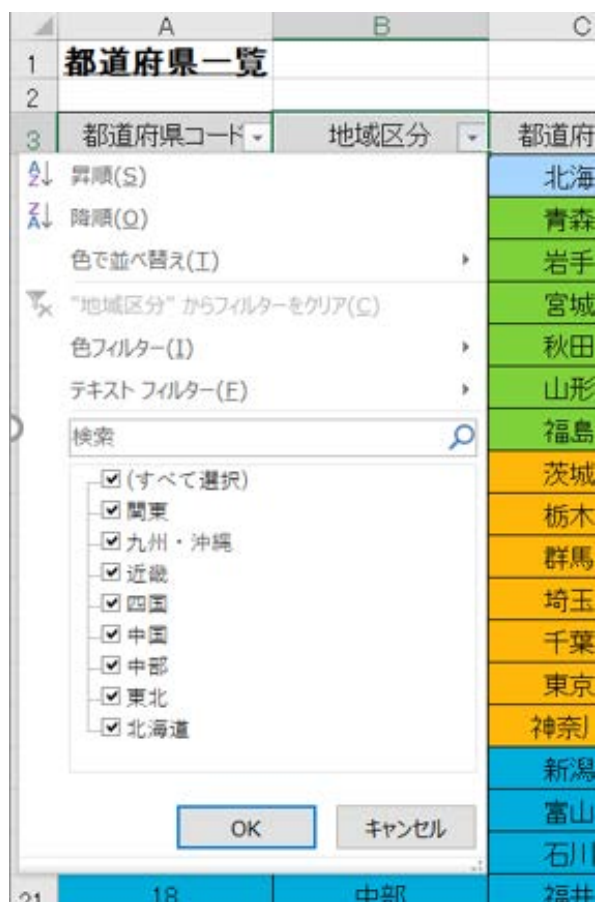 A B C
1 都道府県一覧
2
3 都道府県コード 地域区分 都道府
昇順(S) 北海
降順(O) 青森
色で並べ替え(T) 岩手
"地域区分" からフィルターをクリア(C) 宮城
色フィルター(I) 秋田
テキスト フィルター(F) 山形
検索 福島
(すべて選択) 茨城
関東 栃木
九州・沖縄 群馬
近畿
四国 埼玉
中国 千葉
中部 東京
東北
北海道 神奈
新潟
OK キャンセル 富山
石川
21 18 中部 福井